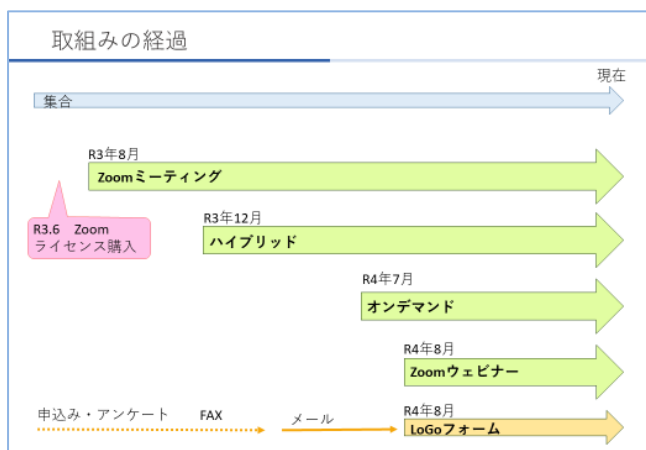 取組みの経過
現在
集合
R3年8月
Zoomミーティング
R3.6 Zoom
ライセンス購入
R3年12月
ハイブリッド
R4年7月
オンデマンド
R4年8月
Zoomウェビナー
申込み・アンケート FAX メール
R4年8月
LoGoフォーム